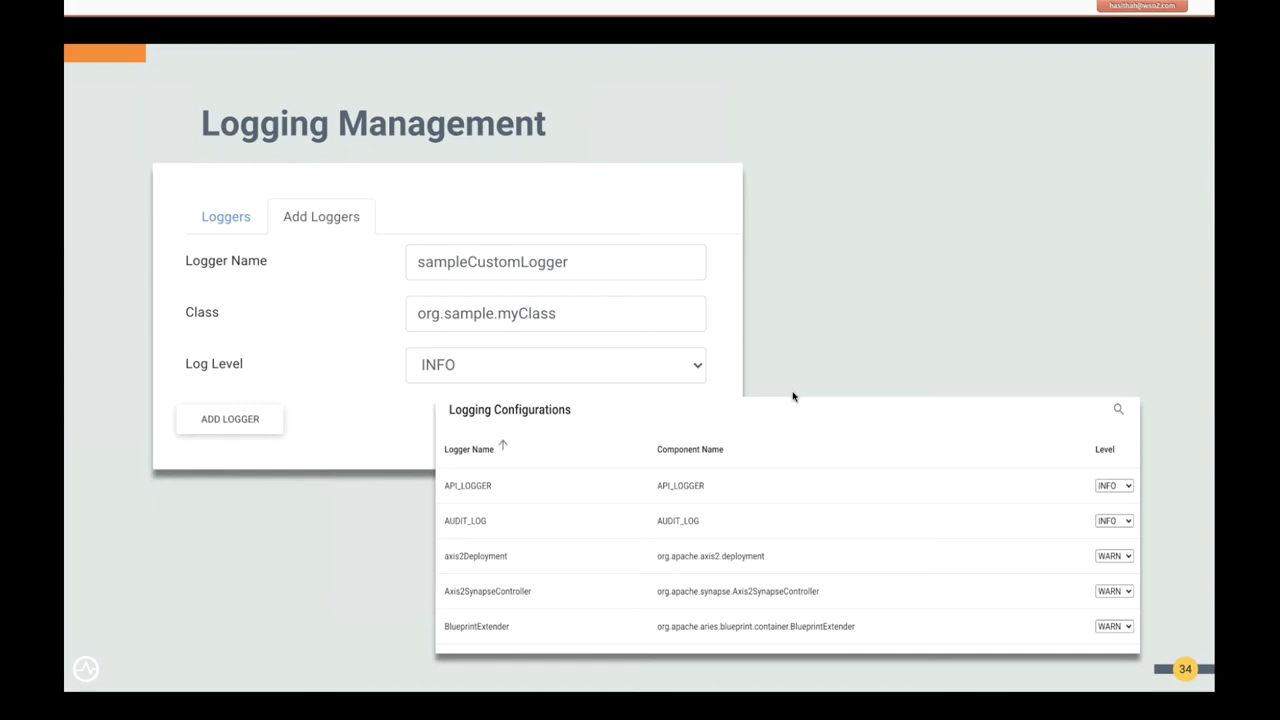 hasithah@wso2.com
Logging Management
Loggers Add Loggers
Logger Name sampleCustomLogger
Class org.sample.myClass
Log Level INFO
ADD LOGGER
Logging Configurations
Logger Name Component Name Level
API_LOGGER API_LOGGER INFO
AUDIT_LOG AUDIT_LOG INFO
axis2Deployment org.apache.axis2.deployment WARN
Axis2SynapseController org.apache.synapse.Axis2SynapseController WARN
BlueprintExtender org.apache.aries.blueprint.container.BlueprintExtender WARN
34